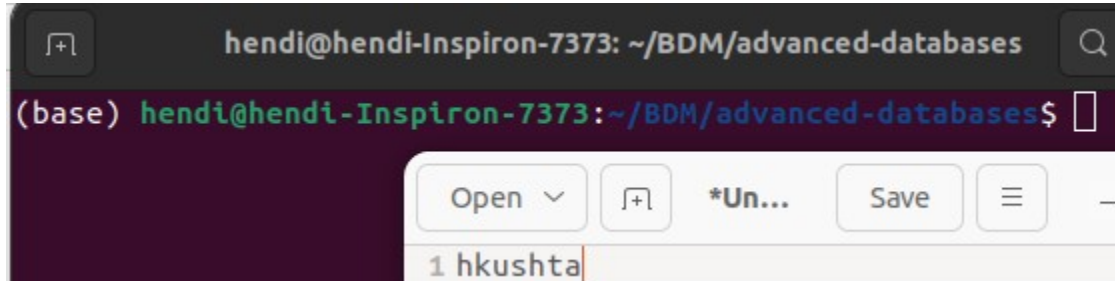 hendi@hendi-Inspiron-7373: ~/BDM/advanced-databases
(base) hendi@hendi-Inspiron-7373:~/BDM/advanced-databases$
Open *Un... Save
1 hkushta